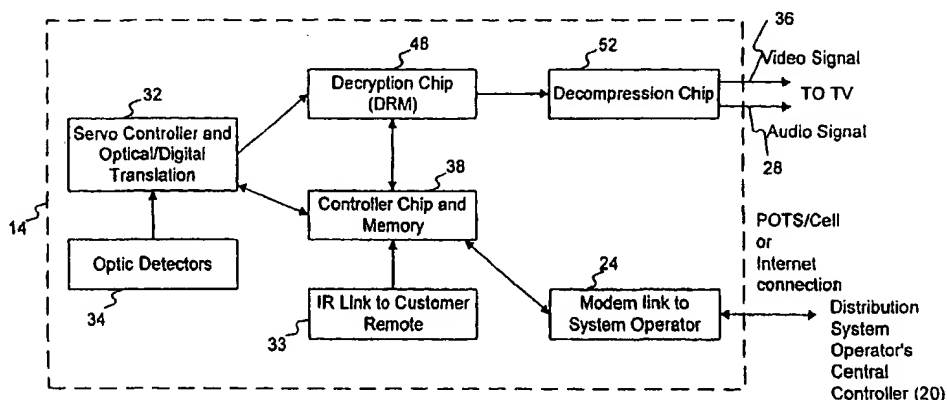 36
48
52
Video Signal
32
Decryption Chip
(DRM)
Decompression Chip
TO TV
Servo Controller and
Optical/Digital
Translation
Audio Signal
38
28
14
Controller Chip and
Memory
POTS/Cell
or
Internet
connection
Optic Detectors
24
34
IR Link to Customer
Remote
33
Modem link to
System Operator
Distribution
System
Operator's
Central
Controller (20)